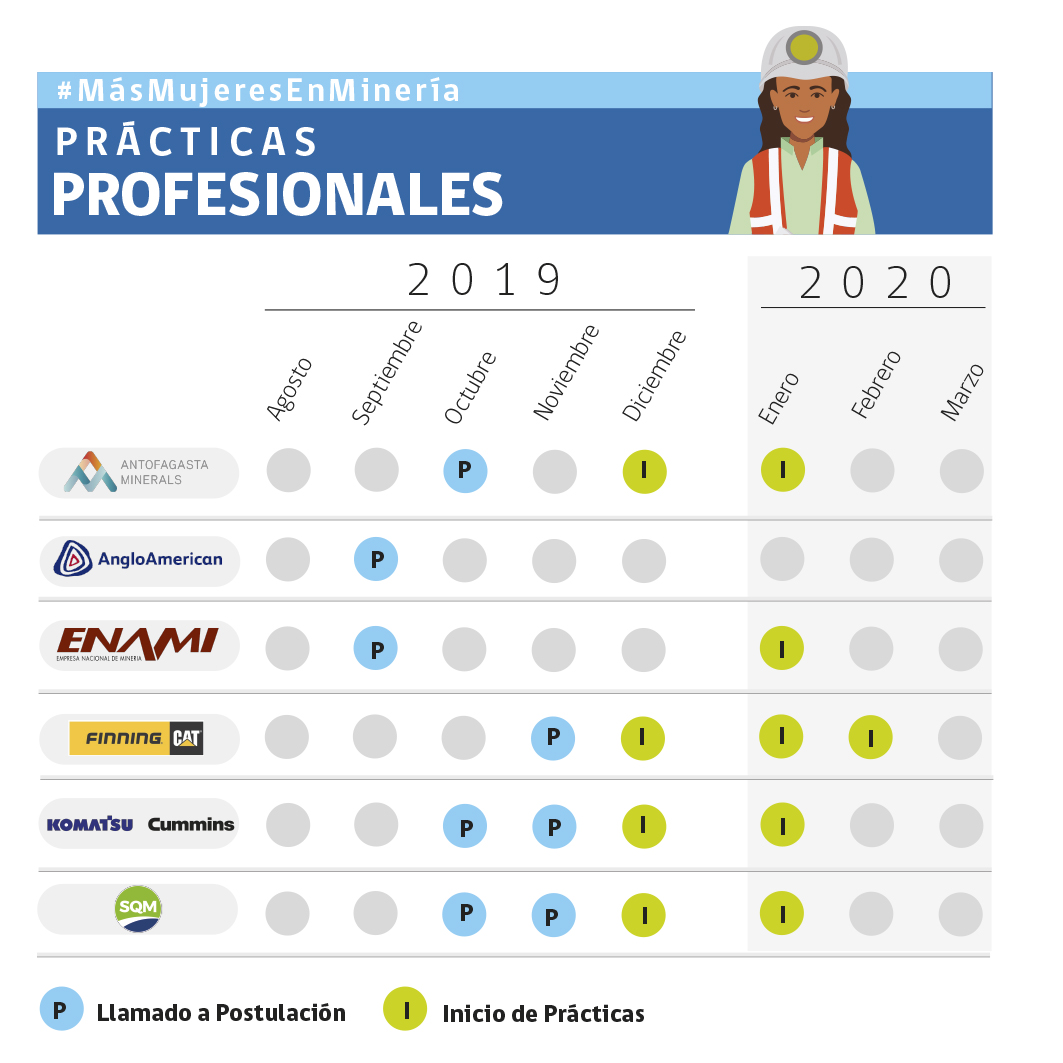 #MásMujeresEnMinería
PRÁCTICAS
PROFESIONALES
2019
2020
Agosto
Septiembre
Octubre
Noviembre
Diciembre
Enero
Febrero
Marzo
ANTOFAGASTA
MINERALS
P
I
I
AngloAmerican
P
ENAMI
EMPRESA NACIONAL DE MINERIA
P
I
FINNING CAT
P
I
I
I
KOMATSU Cummins
P
P
I
I
SQM
P
P
I
I
P Llamado a Postulación
I Inicio de Prácticas